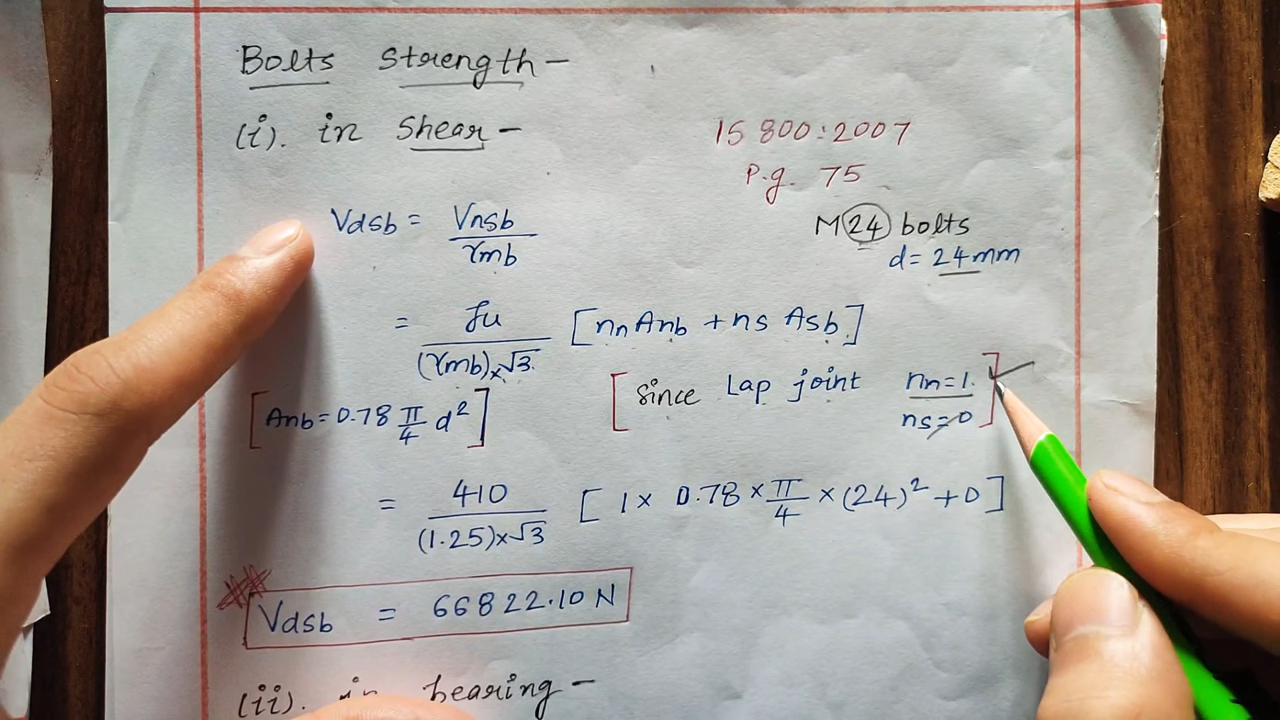 Bolts Strength-
(i). in Shear-
IS 800:2007
P.g. 75
Vdsb = Vnsb / γmb
M24 bolts
d= 24mm
= fu / (γmb)×√3 [nn Anb + ns Asb]
[Anb=0.78 π/4 d²]
[Since Lap joint nn=1.
ns=0]
= 410 / (1.25)×√3 [1× 0.78 × π/4 × (24)² +0]
Vdsb = 66822.10 N
(ii). in bearing-